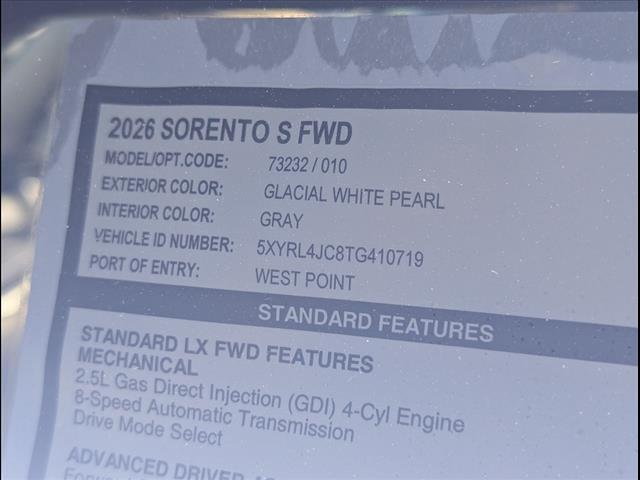 2026 SORENTO S FWD
MODEL/OPT.CODE: 73232 / 010
EXTERIOR COLOR: GLACIAL WHITE PEARL
INTERIOR COLOR: GRAY
VEHICLE ID NUMBER: 5XYRL4JC8TG410719
PORT OF ENTRY: WEST POINT
STANDARD FEATURES
STANDARD LX FWD FEATURES
MECHANICAL
2.5L Gas Direct Injection (GDI) 4-Cyl Engine
8-Speed Automatic Transmission
Drive Mode Select
ADVANCED DRIVER